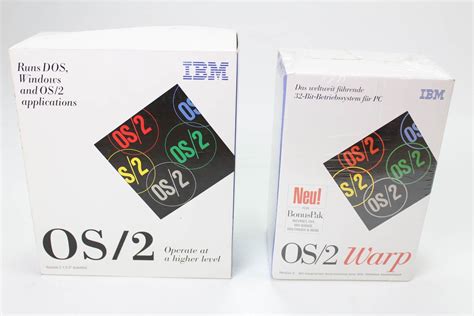 Runs DOS,
Windows
and OS/2
applications
IBM
OS/2
OS/2
OS/2
OS/2
OS/2
OS/2
Operate at
a higher level
Das weltweit führende
32-Bit-Betriebssystem für PC
IBM
OS/2
OS/2
OS/2
OS/2
OS/2
Neu!
BonusPak
OS/2 Warp